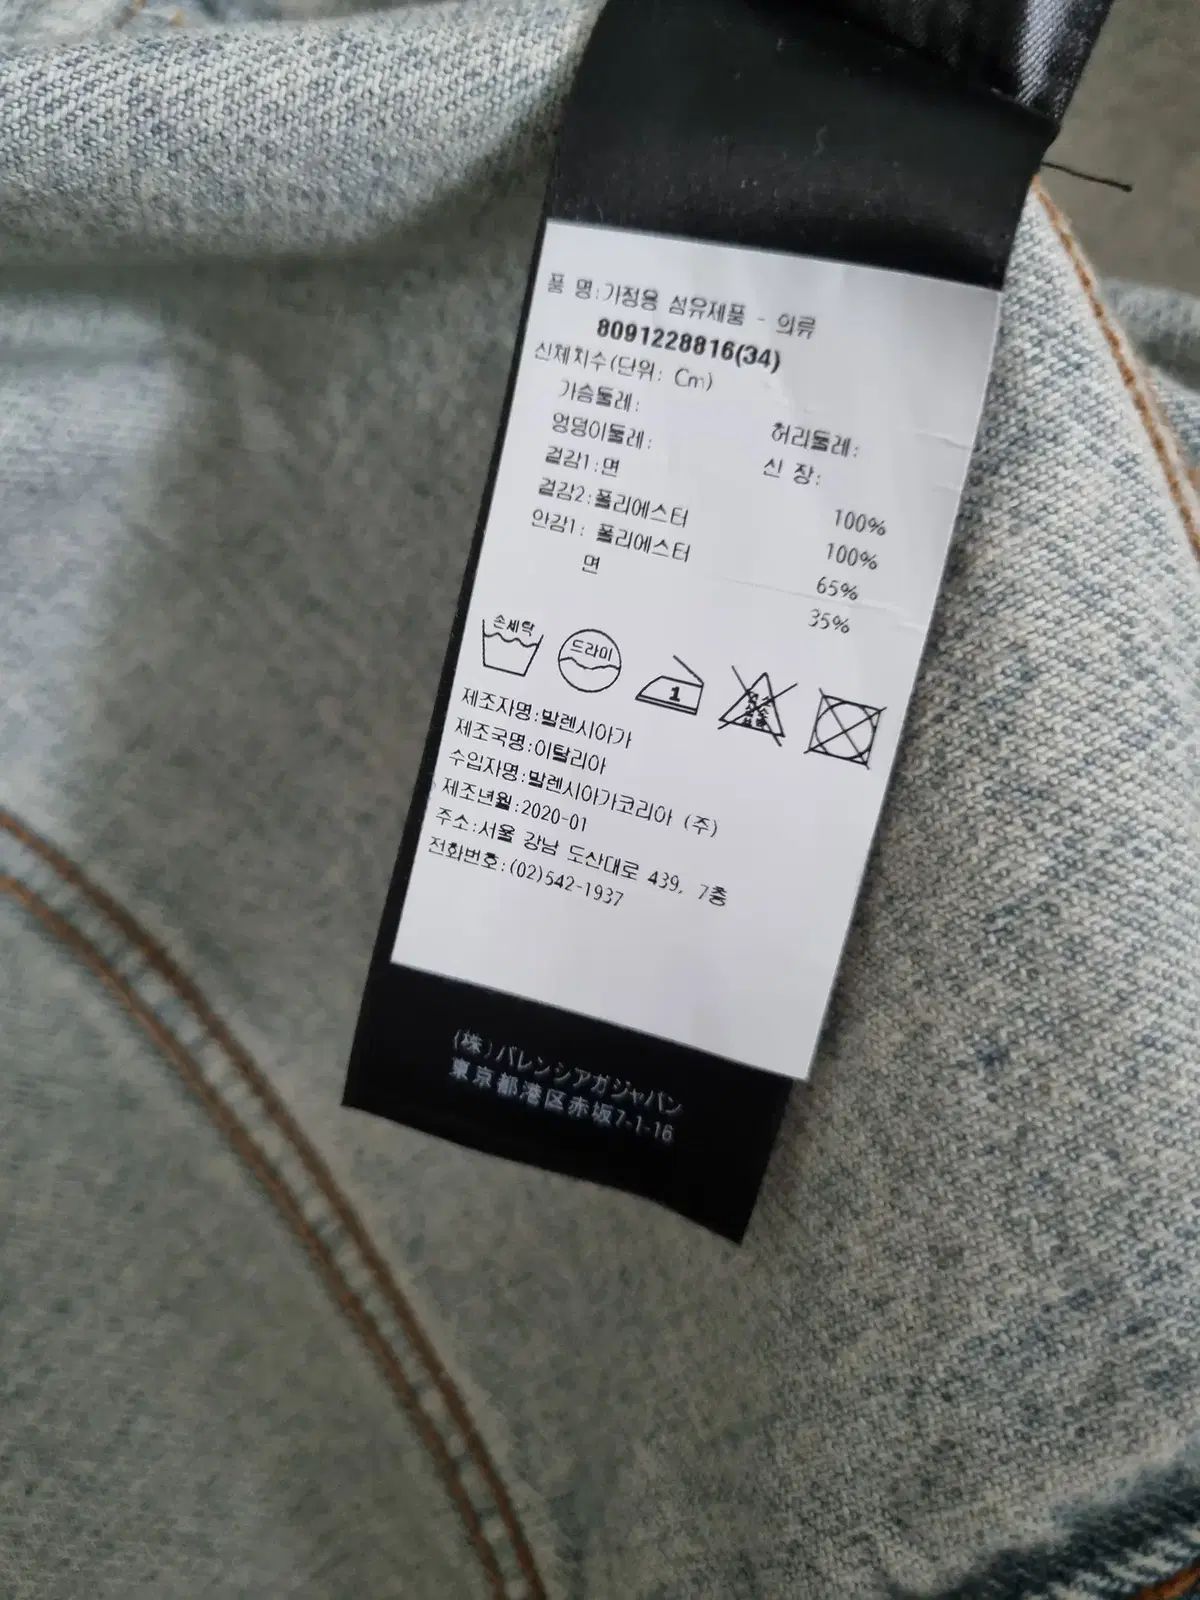 품 명:가정용 섬유제품 - 의류
8091228816(34)
신체치수(단위: Cm)
가슴둘레:
허리둘레:
엉덩이둘레:
신 장:
겉감1:면 100%
겉감2:폴리에스터 100%
안감1: 폴리에스터 65%
면 35%
손세탁
드라이
1
제조자명:발렌시아가
제조국명:이탈리아
수입자명:발렌시아가코리아 (주)
제조년월:2020-01
주소:서울 강남 도산대로 439, 7층
전화번호:(02)542-1937
(株)バレンシアガジャパン
東京都港区赤坂7-1-16